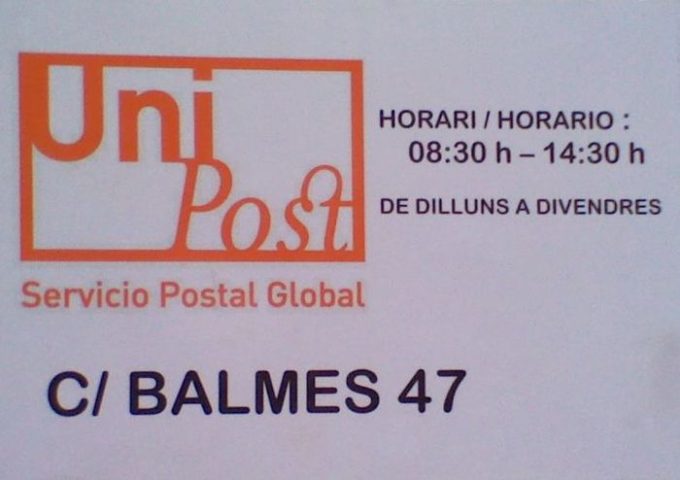 Uni
Post
Servicio Postal Global
HORARI / HORARIO :
08:30 h – 14:30 h
DE DILLUNS A DIVENDRES
C/ BALMES 47